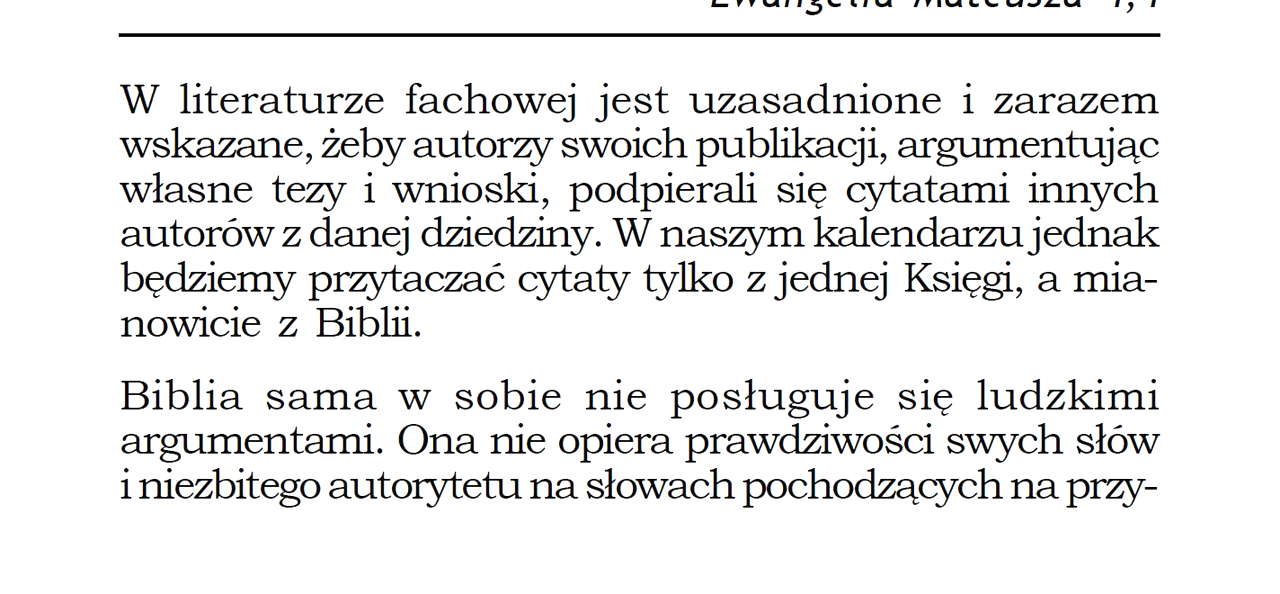 Ewangelia Mateusza
W literaturze fachowej jest uzasadnione i zarazem
wskazane, żeby autorzy swoich publikacji, argumentując
własne tezy i wnioski, podpierali się cytatami innych
autorów z danej dziedziny. W naszym kalendarzu jednak
będziemy przytaczać cytaty tylko z jednej Księgi, a mia-
nowicie z Biblii.
Biblia sama w sobie nie posługuje się ludzkimi
argumentami. Ona nie opiera prawdziwości swych słów
i niezbitego autorytetu na słowach pochodzących na przy-